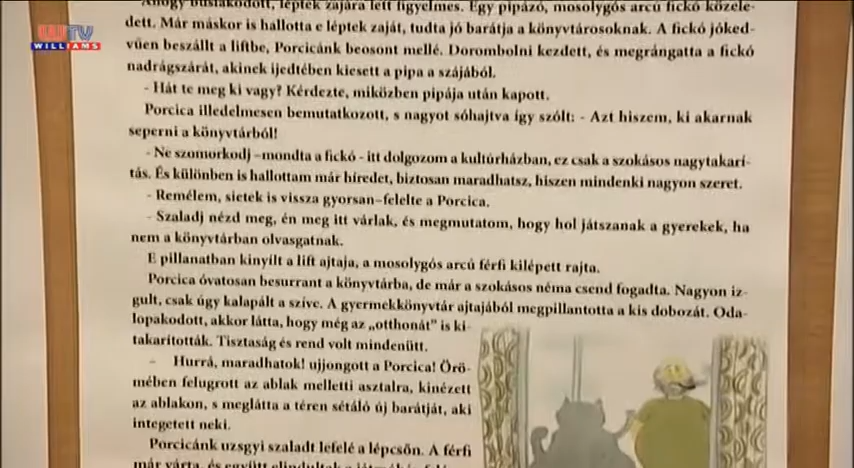 WTV
WILLIAMS
Ahogy búslakodott, léptek zajára lett figyelmes. Egy pipázó, mosolygós arcú fickó közele-
dett. Már máskor is hallotta e léptek zaját, tudta jó barátja a könyvtárosoknak. A fickó jóked-
vűen beszállt a liftbe, Porcicánk beosont mellé. Dorombolni kezdett, és megrángatta a fickó
nadrágszárát, akinek ijedtében kiesett a pipa a szájából.
- Hát te meg ki vagy? Kérdezte, miközben pipája után kapott.
Porcica illedelmesen bemutatkozott, s nagyot sóhajtva így szólt: - Azt hiszem, ki akarnak
seperni a könyvtárból!
- Ne szomorkodj –mondta a fickó - itt dolgozom a kultúrházban, ez csak a szokásos nagytakarí-
tás. És különben is hallottam már híredet, biztosan maradhatsz, hiszen mindenki nagyon szeret.
- Remélem, sietek is vissza gyorsan–felelte a Porcica.
- Szaladj nézd meg, én meg itt várlak, és megmutatom, hogy hol játszanak a gyerekek, ha
nem a könyvtárban olvasgatnak.
E pillanatban kinyílt a lift ajtaja, a mosolygós arcú férfi kilépett rajta.
Porcica óvatosan besurrant a könyvtárba, de már a szokásos néma csend fogadta. Nagyon iz-
gult, csak úgy kalapált a szíve. A gyermekkönyvtár ajtajából megpillantotta a kis dobozát. Oda-
lopakodott, akkor látta, hogy még az „otthonát" is ki-
takarították. Tisztaság és rend volt mindenütt.
– Hurrá, maradhatok! ujjongott a Porcica! Örö-
mében felugrott az ablak melletti asztalra, kinézett
az ablakon, s meglátta a téren sétáló új barátját, aki
integetett neki.
Porcicánk uzsgyi szaladt lefelé a lépcsőn. A férfi
már várta, és együtt elindultak a